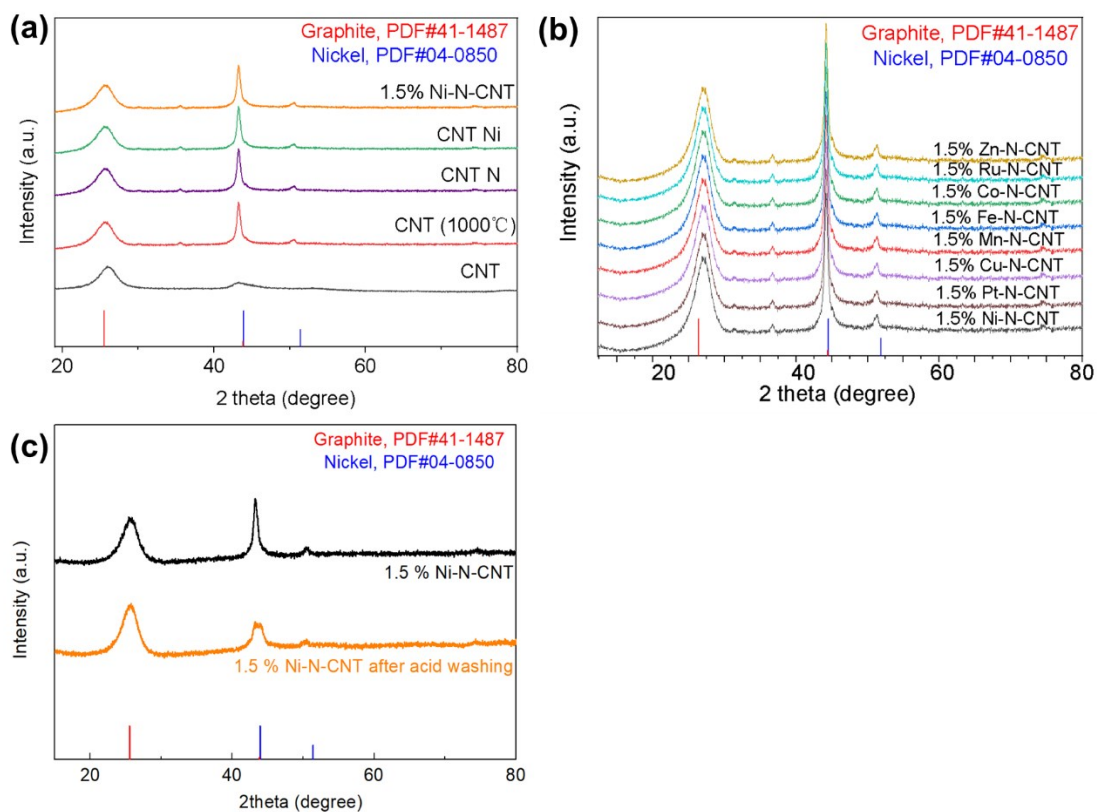 (a)
Graphite, PDF#41-1487
Nickel, PDF#04-0850
1.5% Ni-N-CNT
CNT Ni
CNT N
CNT (1000℃)
CNT
Intensity (a.u.)
20 40 60 80
2 theta (degree)
(b)
Graphite, PDF#41-1487
Nickel, PDF#04-0850
1.5% Zn-N-CNT
1.5% Ru-N-CNT
1.5% Co-N-CNT
1.5% Fe-N-CNT
1.5% Mn-N-CNT
1.5% Cu-N-CNT
1.5% Pt-N-CNT
1.5% Ni-N-CNT
Intensity (a.u.)
20 40 60 80
2 theta (degree)
(c)
Graphite, PDF#41-1487
Nickel, PDF#04-0850
1.5 % Ni-N-CNT
1.5 % Ni-N-CNT after acid washing
Intensity (a.u.)
20 40 60 80
2theta (degree)